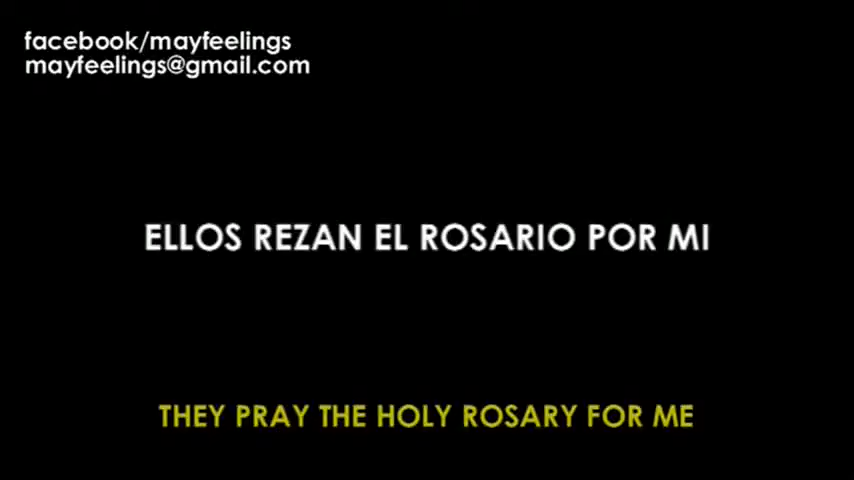 facebook/mayfeelings
mayfeelings@gmail.com
ELLOS REZAN EL ROSARIO POR MI
THEY PRAY THE HOLY ROSARY FOR ME